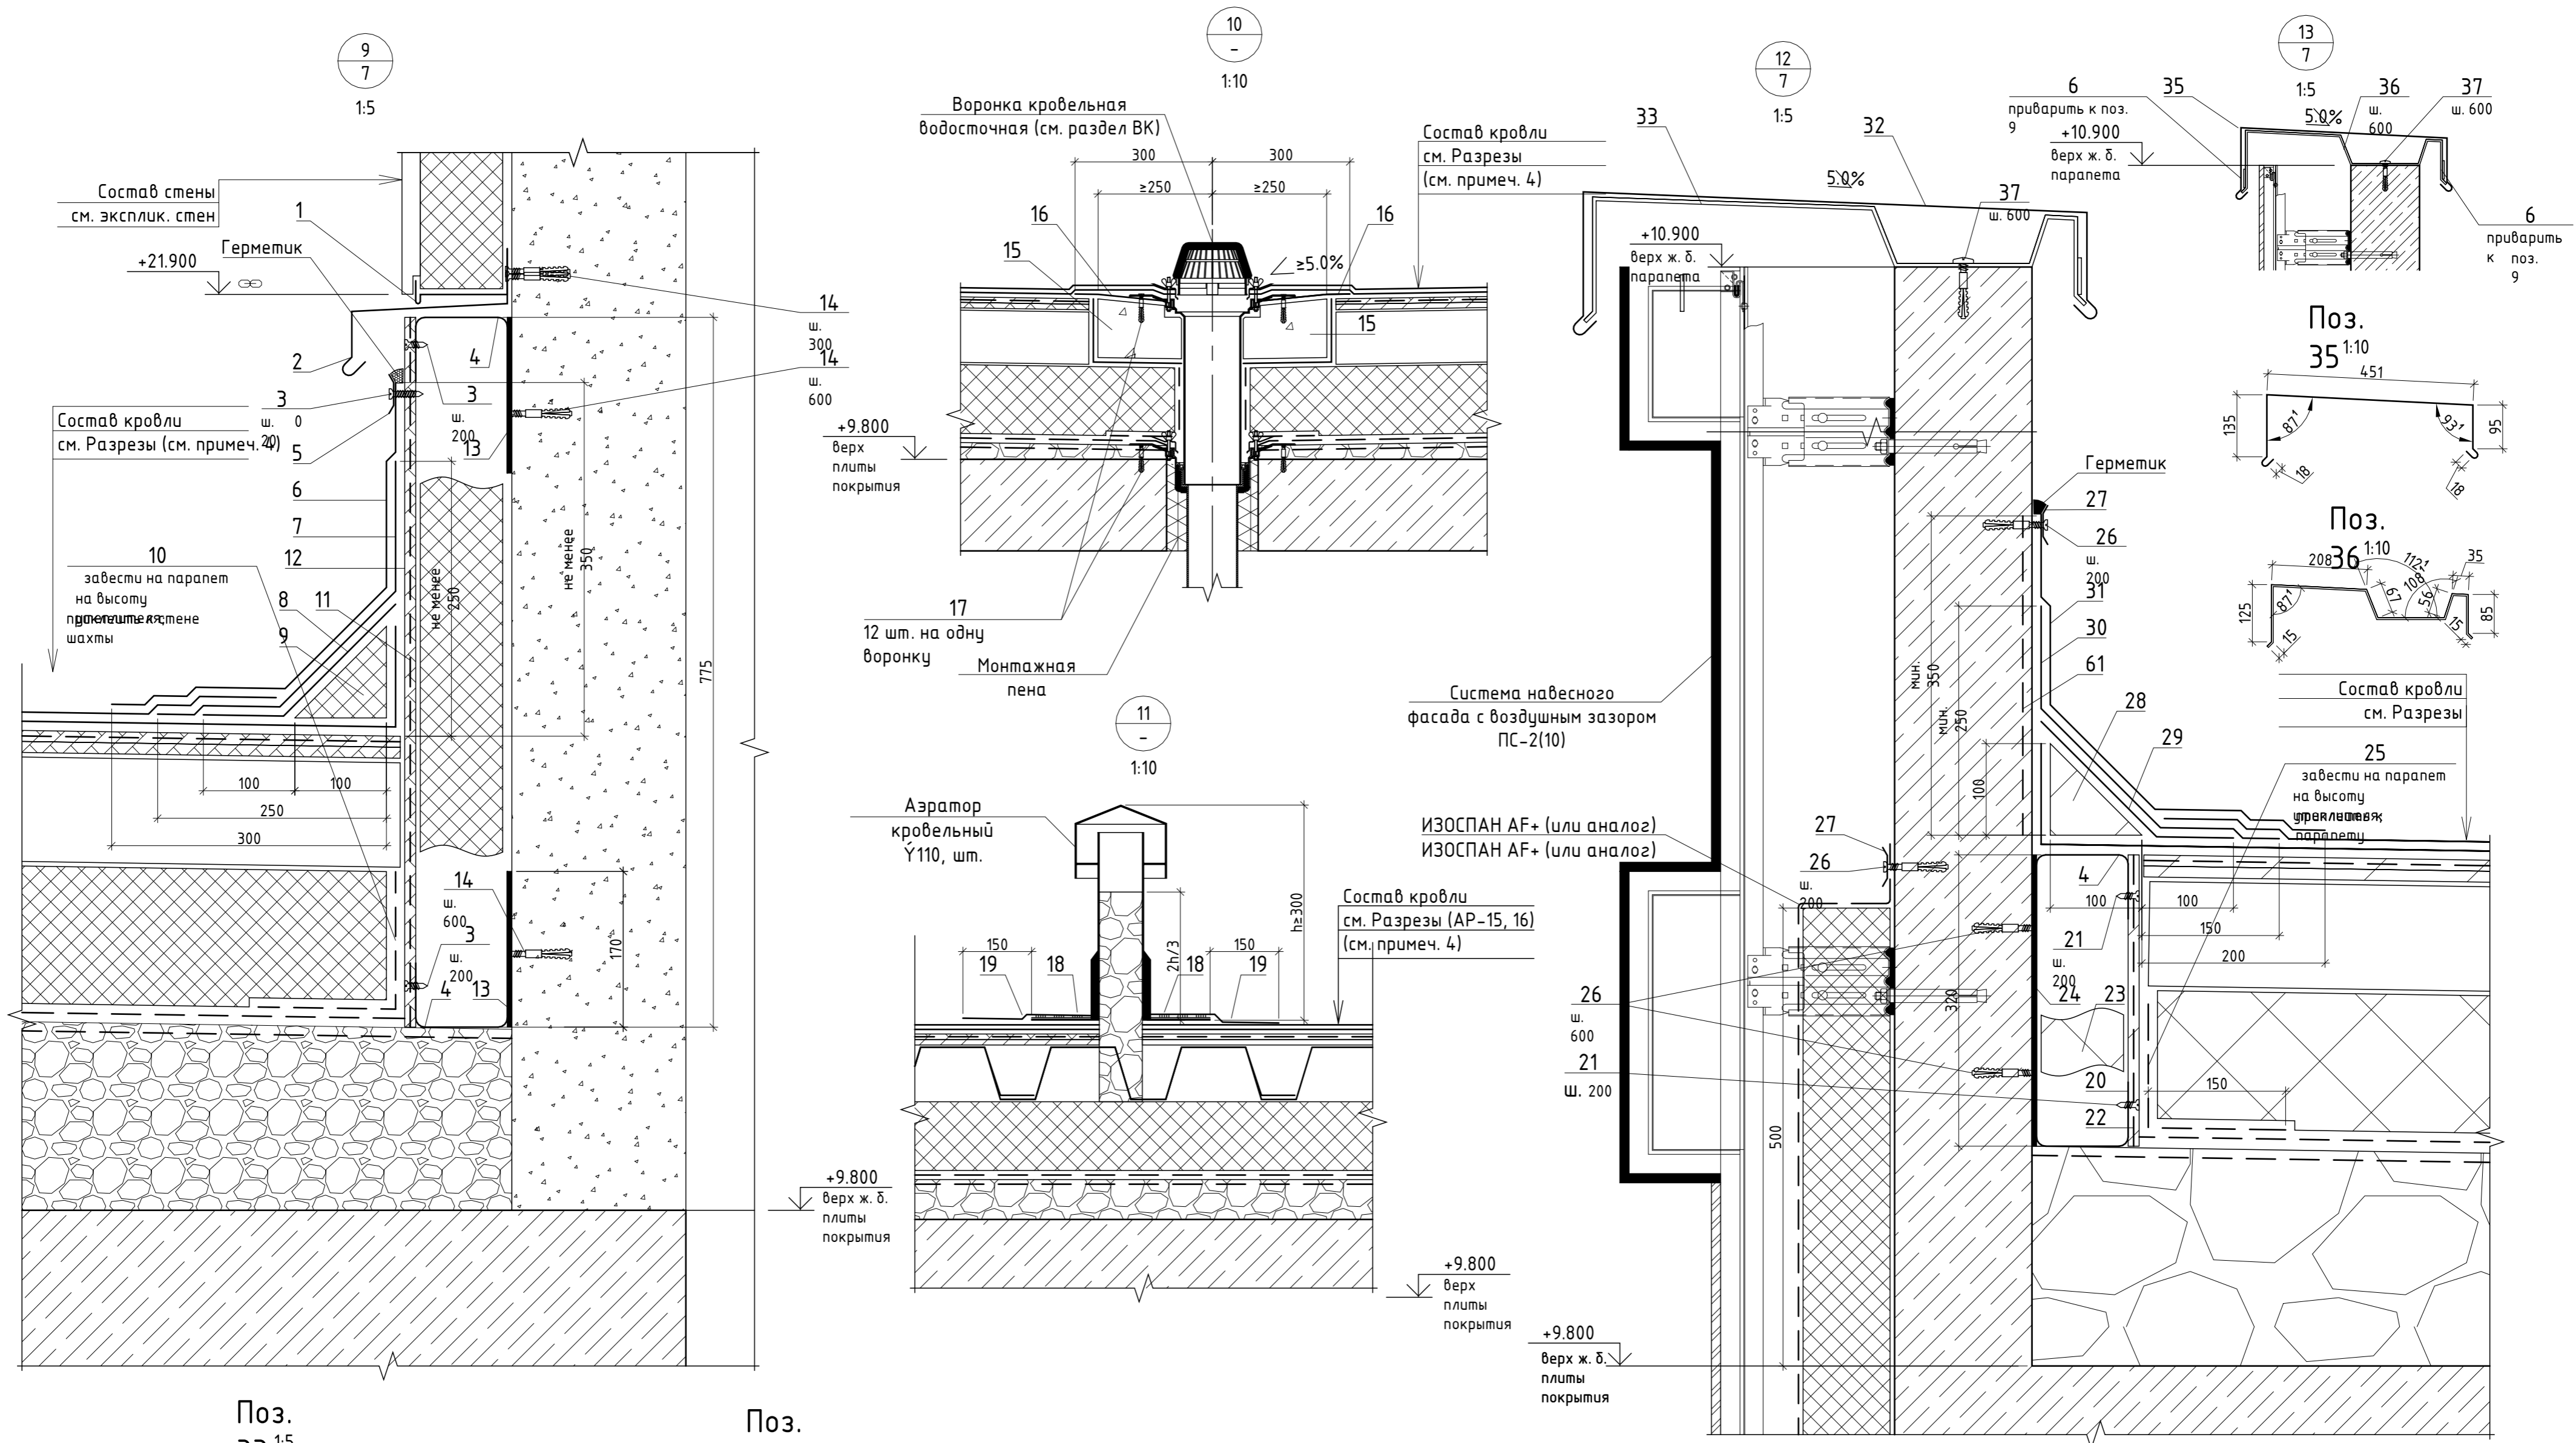 9
7
1:5
Состав стены
см. эксплик. стен
1
Герметик
+21.900
2
3
ш.
0
20
Состав кровли
см. Разрезы (см. примеч. 4)
5
6
7
10
завести на парапет
на высоту
шахты
12
8
11
9
4
3
ш.
200
13
не менее
250
не менее
350
775
14
ш.
300
14
ш.
600
100
100
250
300
14
ш.
600
3
ш.
200
4
13
170
+9.800
верх ж. б.
плиты
покрытия
Поз.
1:5
Поз.
10
-
1:10
Воронка кровельная
водосточная (см. раздел ВК)
300
300
≥250
≥250
Состав кровли
см. Разрезы
(см. примеч. 4)
16
16
15
15
≥5.0%
+9.800
верх
плиты
покрытия
17
12 шт. на одну
воронку
Монтажная
пена
11
-
1:10
Аэратор
кровельный
Ý110, шт.
150
150
19
18
18
19
2h/3
h≥300
Состав кровли
см. Разрезы (АР-15, 16)
(см. примеч. 4)
+9.800
верх
плиты
покрытия
12
7
1:5
33
32
5.0%
37
ш. 600
+10.900
верх ж. б.
парапета
Система навесного
фасада с воздушным зазором
ПС-2(10)
ИЗОСПАН AF+ (или аналог)
ИЗОСПАН AF+ (или аналог)
27
26
ш.
200
26
ш.
600
21
ш. 200
500
+9.800
верх ж. б.
плиты
покрытия
Герметик
27
26
ш.
200
31
30
61
мин.
350
мин.
250
100
28
29
Состав кровли
см. Разрезы
25
завести на парапет
на высоту
парапету
4
100
100
150
200
21
ш.
200
24
23
320
20
22
150
13
7
1:5
6
приварить к поз.
9
35
5.0%
36
ш.
600
37
ш. 600
+10.900
верх ж. б.
парапета
6
приварить
к поз.
9
Поз.
35
1:10
451
135
87¹
93¹
95
18
18
Поз.
36
1:10
208
112¹
35
125
87¹
67
108¹
56
85
15
15